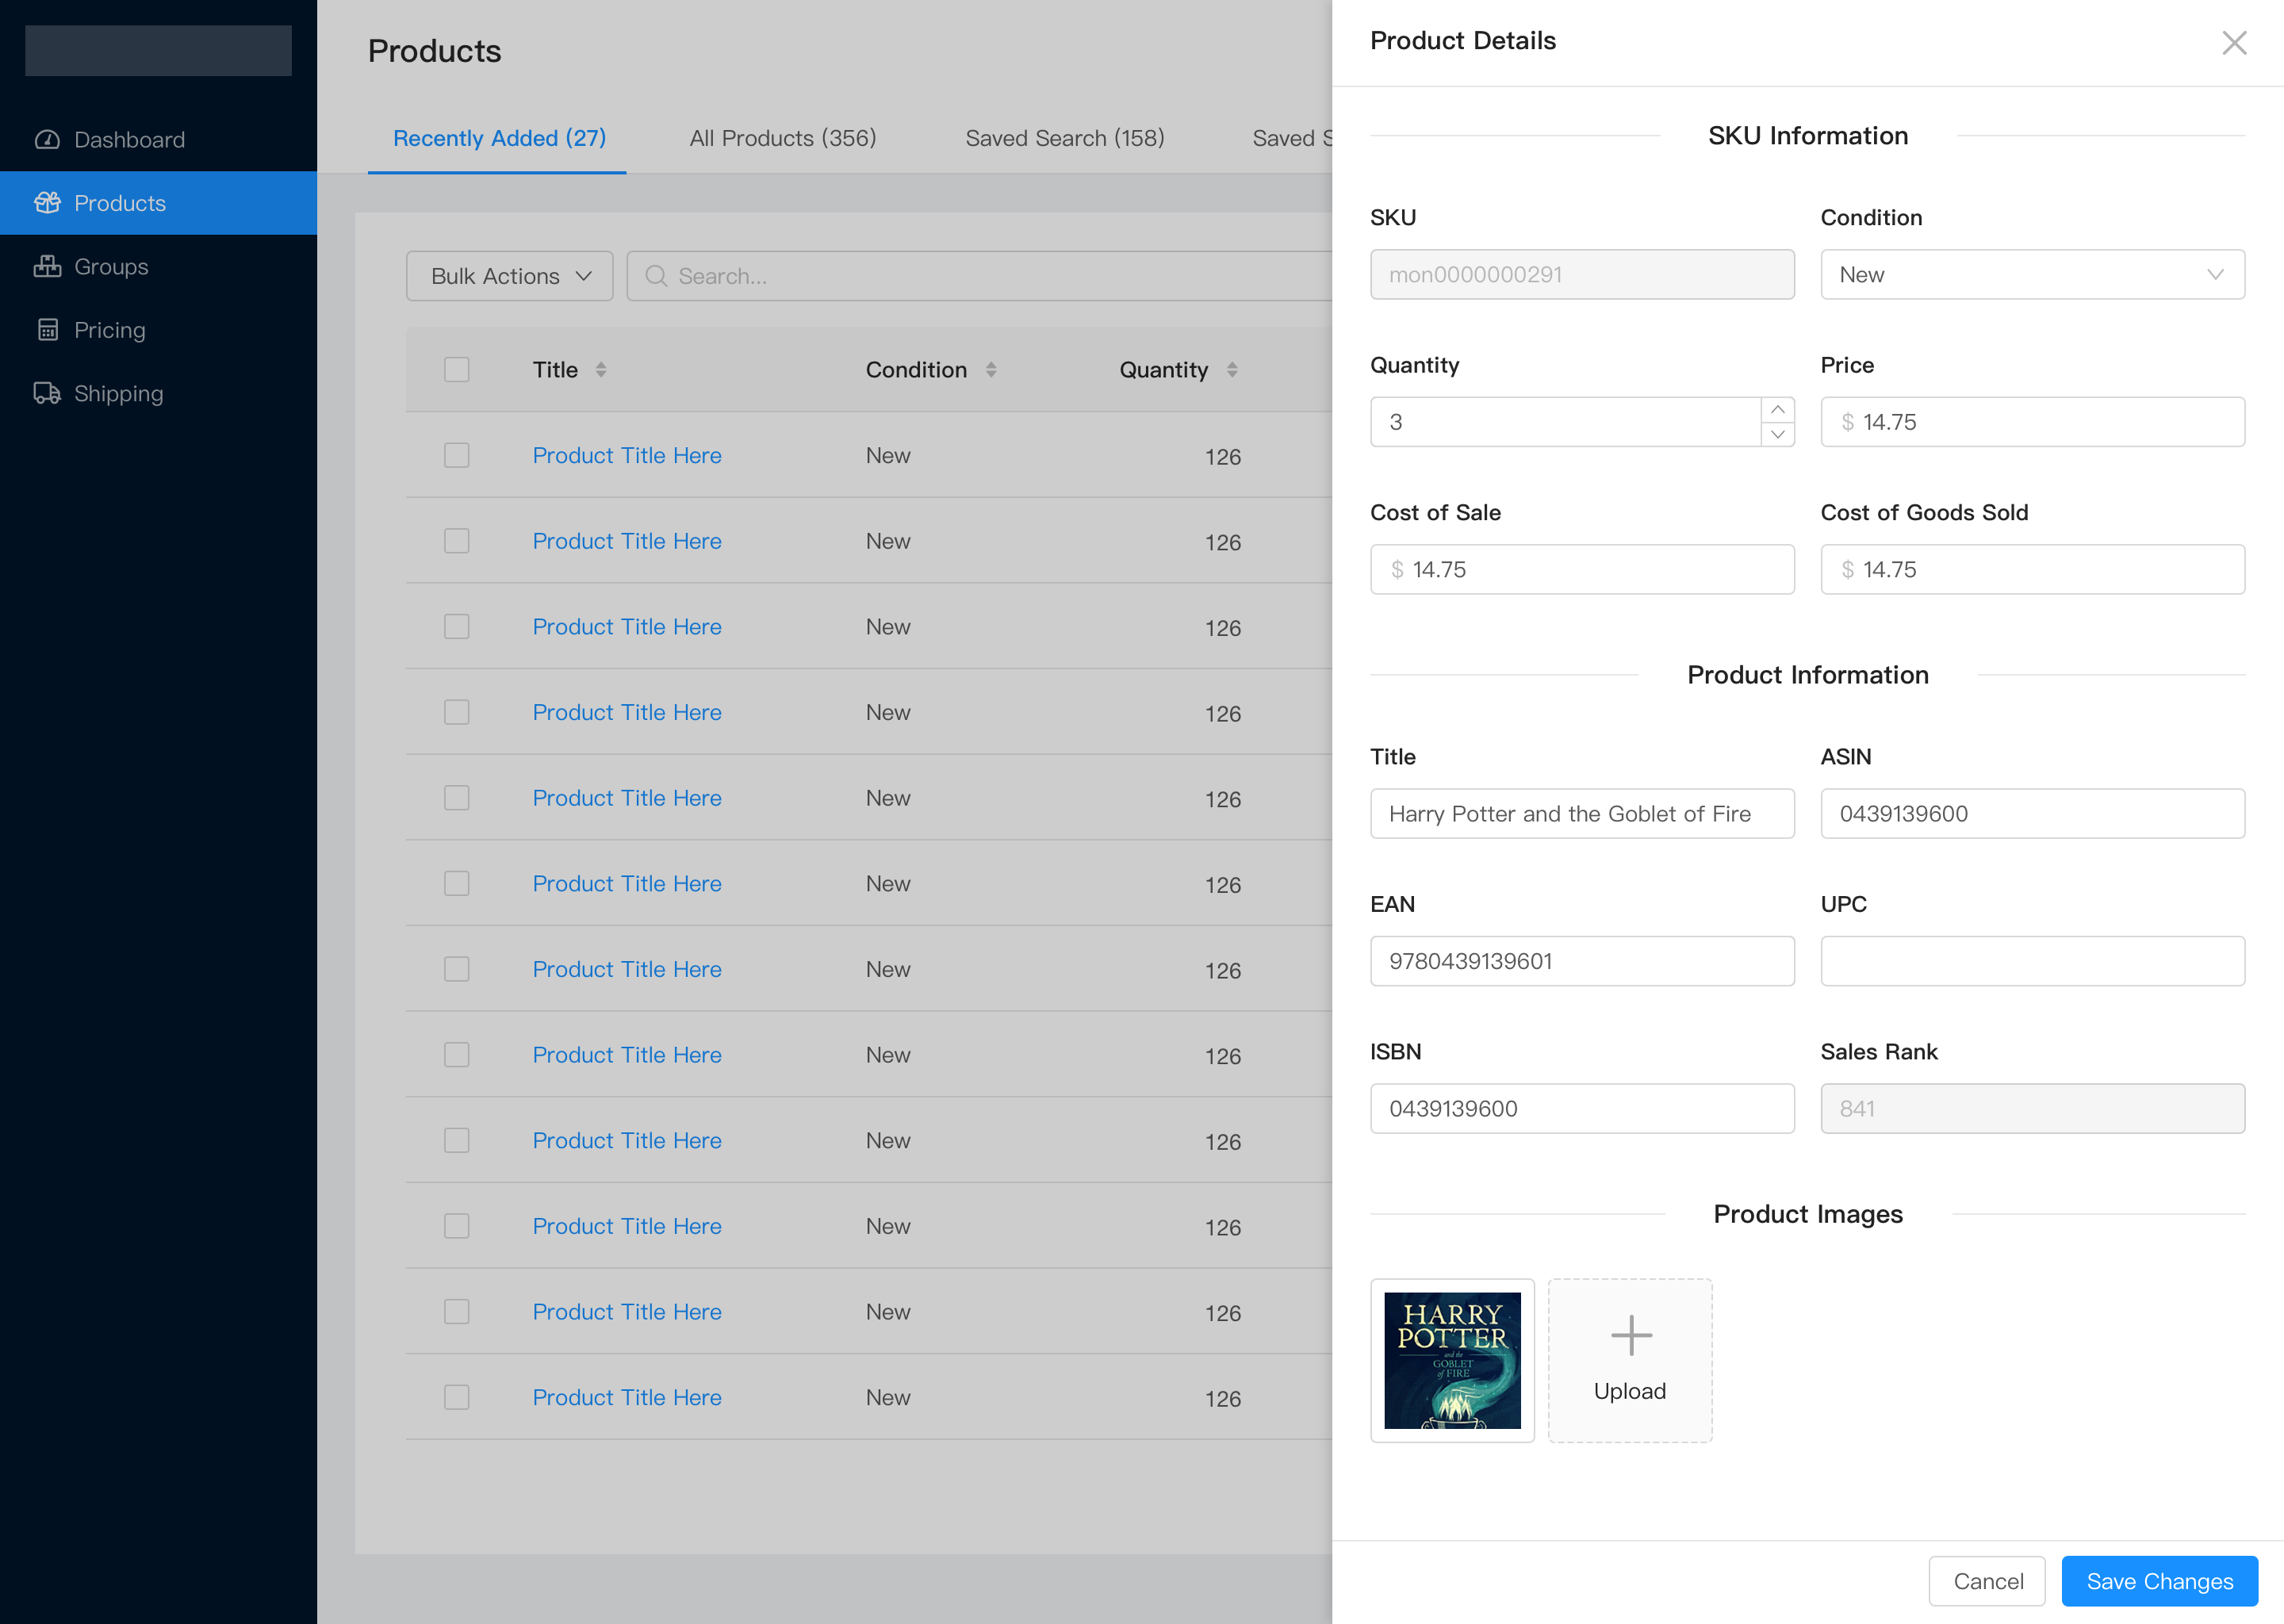 Dashboard
Products
Groups
Pricing
Shipping
Products
Recently Added (27) All Products (356) Saved Search (158) Saved S
Bulk Actions Search...
Title Condition Quantity
Product Title Here New 126
Product Title Here New 126
Product Title Here New 126
Product Title Here New 126
Product Title Here New 126
Product Title Here New 126
Product Title Here New 126
Product Title Here New 126
Product Title Here New 126
Product Title Here New 126
Product Title Here New 126
Product Title Here New 126
Product Details
SKU Information
SKU Condition
mon0000000291 New
Quantity Price
3 $ 14.75
Cost of Sale Cost of Goods Sold
$ 14.75 $ 14.75
Product Information
Title ASIN
Harry Potter and the Goblet of Fire 0439139600
EAN UPC
9780439139601
ISBN Sales Rank
0439139600 841
Product Images
HARRY
POTTER
and the
GOBLET
of FIRE
Upload
Cancel Save Changes